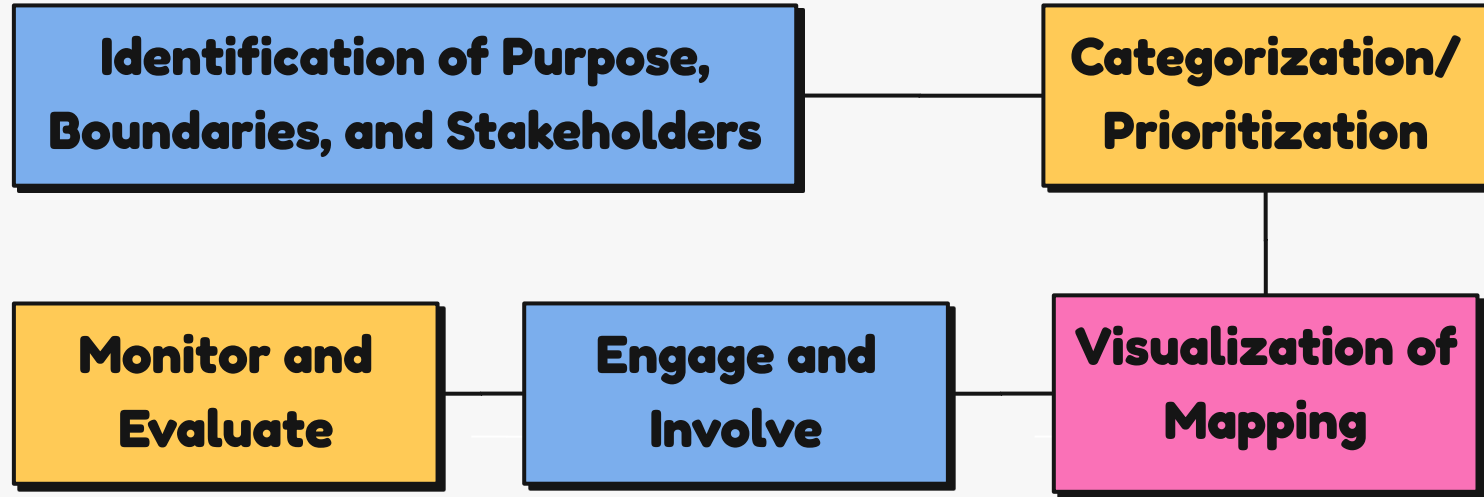 Identification of Purpose,
Boundaries, and Stakeholders
Categorization/
Prioritization
Visualization of
Mapping
Engage and
Involve
Monitor and
Evaluate